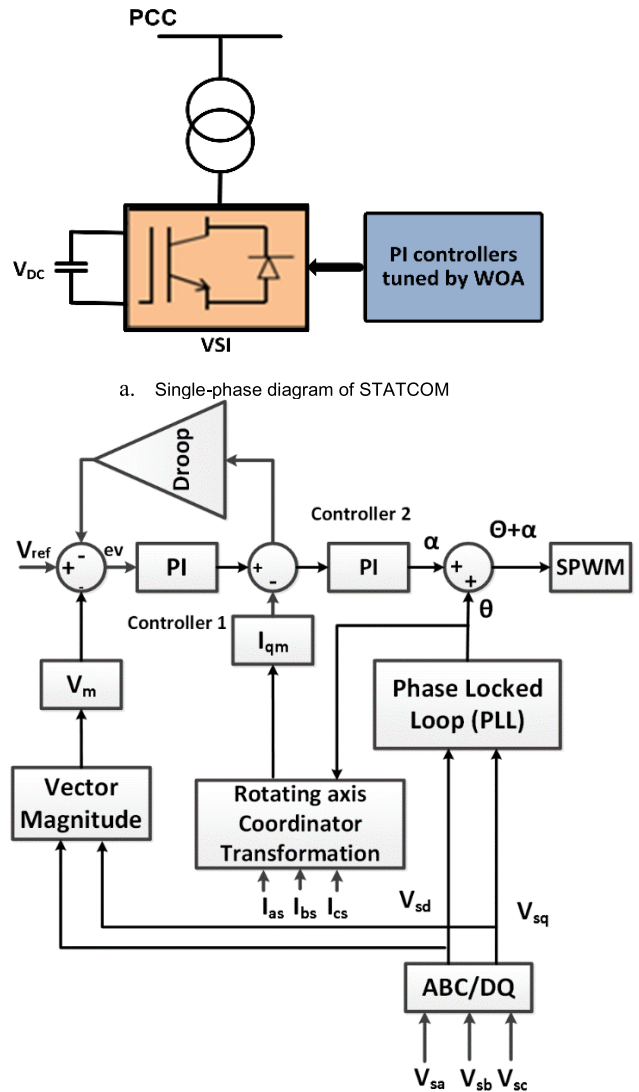 PCC
VDC
PI controllers
tuned by WOA
VSI
a. Single-phase diagram of STATCOM
Droop
Controller 2
Vref
+
-
-
ev
PI
+
-
PI
α
+
+
Θ+α
SPWM
θ
Controller 1
Iqm
Vm
Phase Locked
Loop (PLL)
Vector
Magnitude
Rotating axis
Coordinator
Transformation
Ias Ibs Ics
Vsd
Vsq
ABC/DQ
Vsa Vsb Vsc